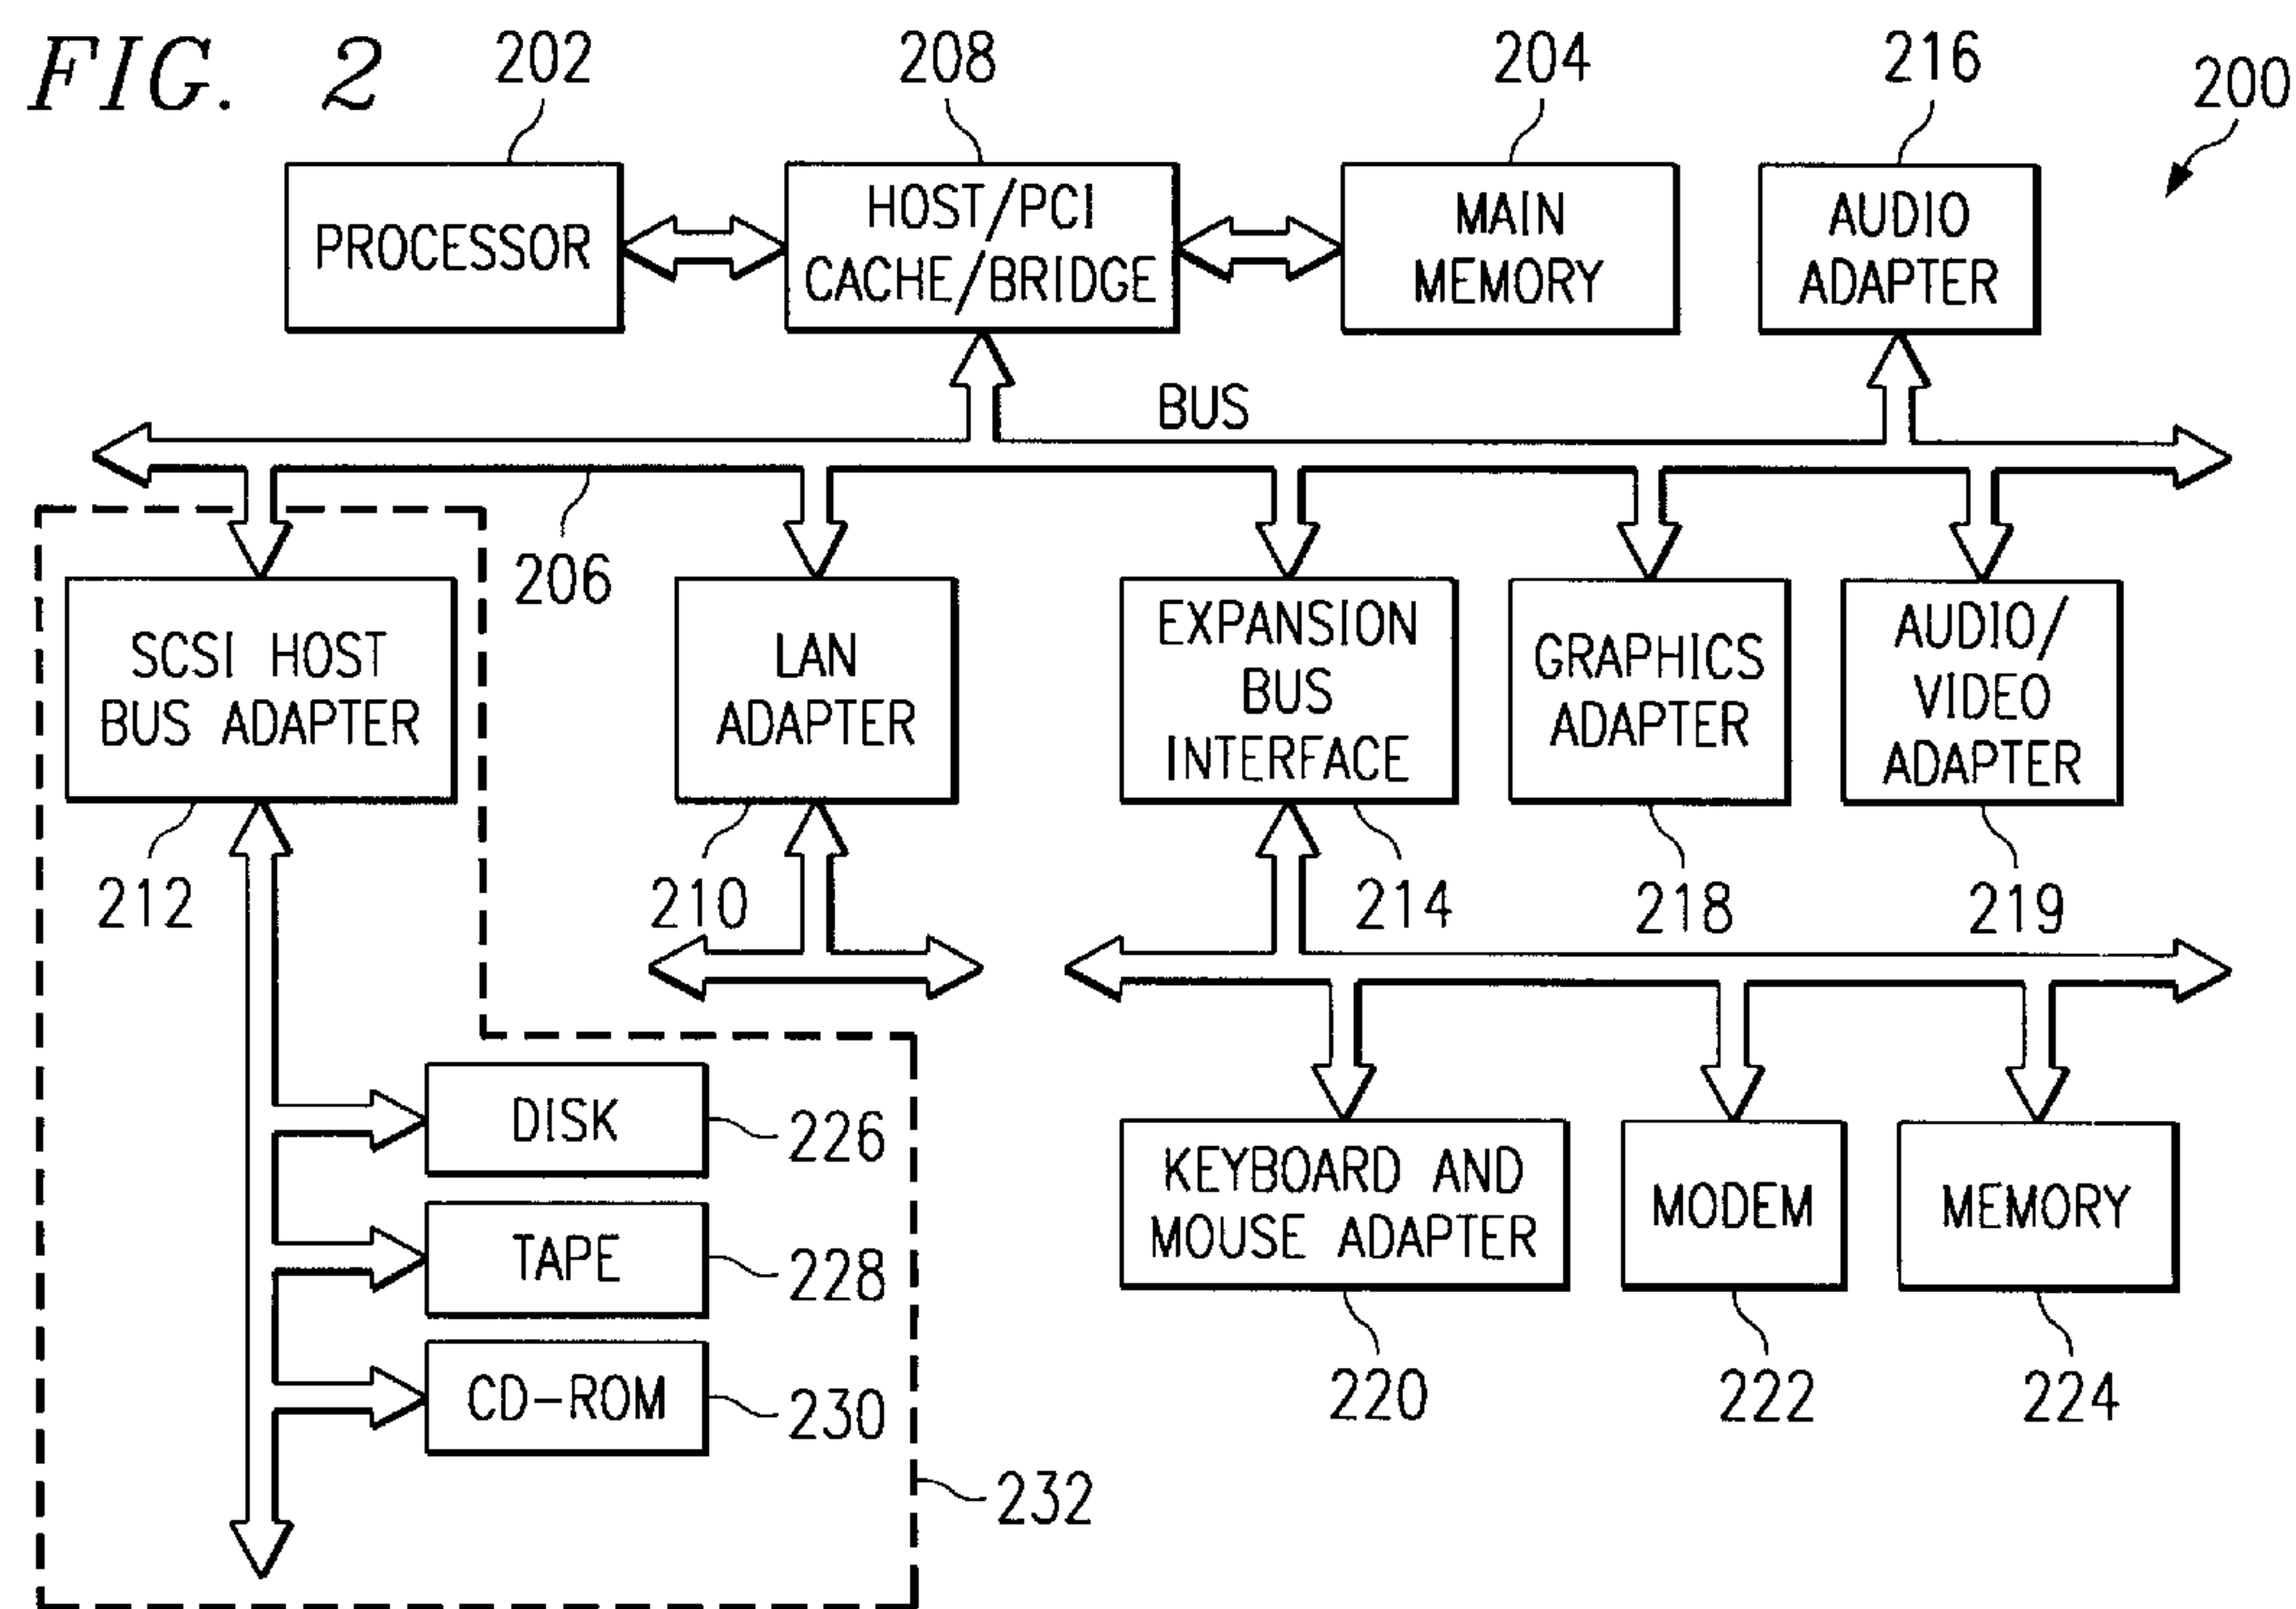 FIG. 2
202
208
204
216
200
PROCESSOR
HOST/PCI
CACHE/BRIDGE
MAIN
MEMORY
AUDIO
ADAPTER
BUS
206
SCSI HOST
BUS ADAPTER
LAN
ADAPTER
EXPANSION
BUS
INTERFACE
GRAPHICS
ADAPTER
AUDIO/
VIDEO
ADAPTER
212
210
214
218
219
DISK
226
TAPE
228
CD-ROM
230
232
KEYBOARD AND
MOUSE ADAPTER
MODEM
MEMORY
220
222
224